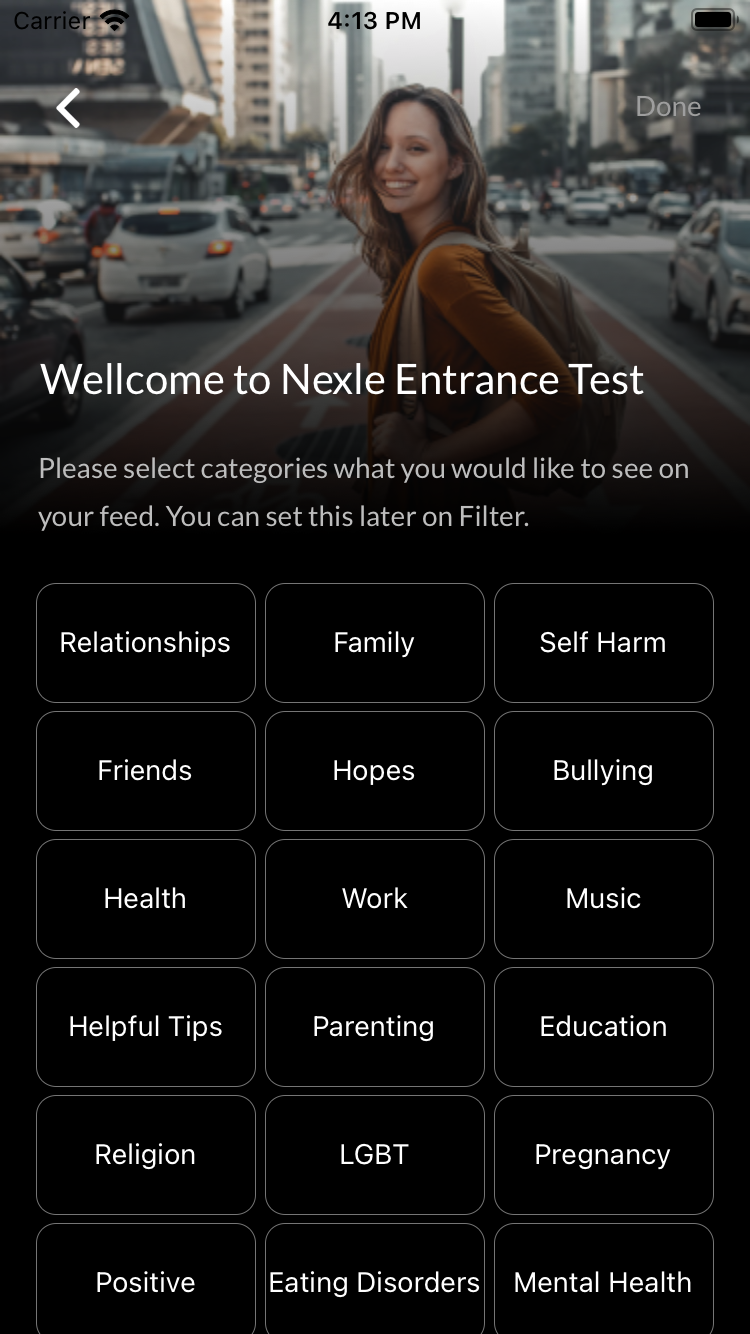 Carrier 4:13 PM
Done
Wellcome to Nexle Entrance Test
Please select categories what you would like to see on
your feed. You can set this later on Filter.
Relationships Family Self Harm
Friends Hopes Bullying
Health Work Music
Helpful Tips Parenting Education
Religion LGBT Pregnancy
Positive Eating Disorders Mental Health